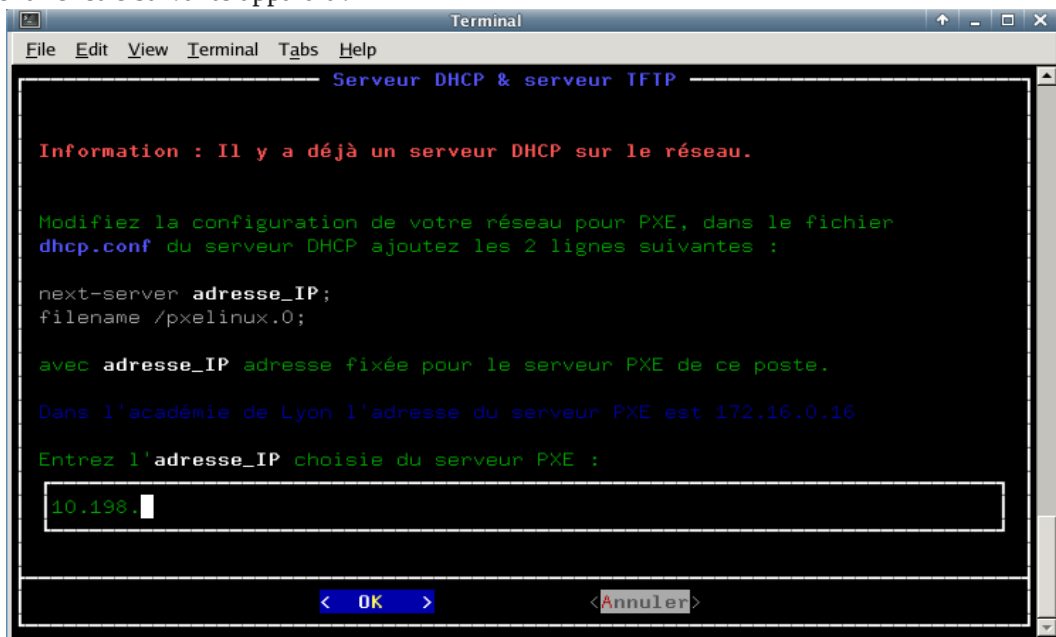 Terminal
File Edit View Terminal Tabs Help
Serveur DHCP & serveur TFTP
Information : Il y a déjà un serveur DHCP sur le réseau.
Modifiez la configuration de votre réseau pour PXE, dans le fichier
dhcp.conf du serveur DHCP ajoutez les 2 lignes suivantes :
next-server adresse_IP;
filename /pxelinux.0;
avec adresse_IP adresse fixée pour le serveur PXE de ce poste.
Dans l'académie de Lyon l'adresse du serveur PXE est 172.16.0.16
Entrez l'adresse_IP choisie du serveur PXE :
10.198.
< OK > <Annuler>